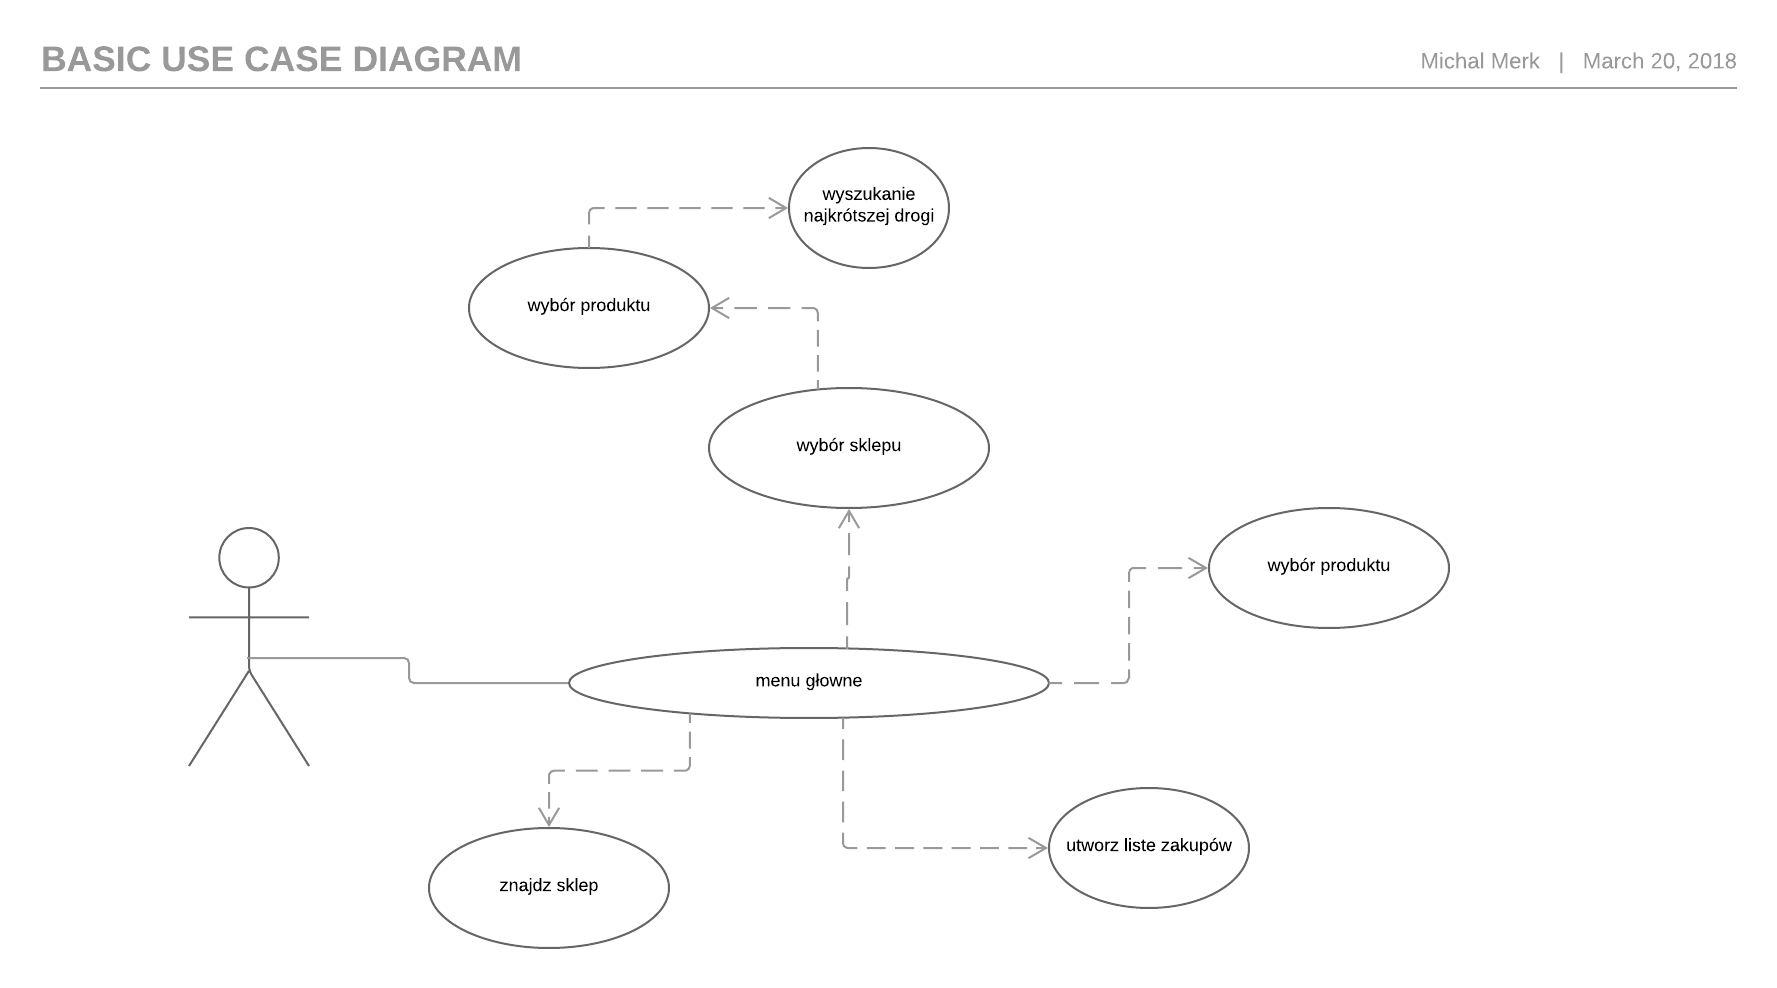 BASIC USE CASE DIAGRAM
Michal Merk | March 20, 2018
wyszukanie
najkrótszej drogi
wybór produktu
wybór sklepu
wybór produktu
menu głowne
utworz liste zakupów
znajdz sklep